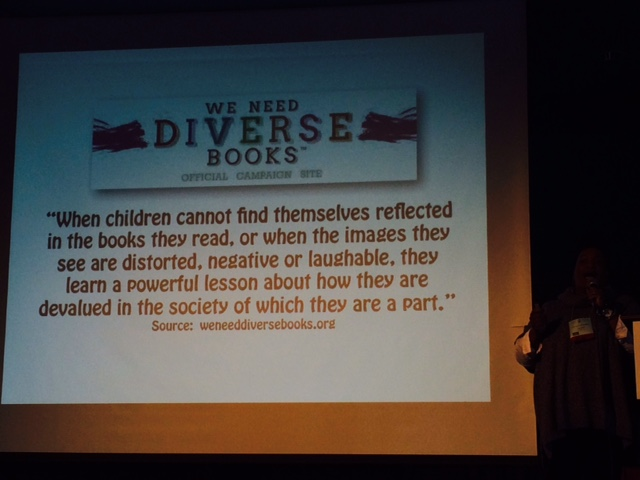 WE NEED
DIVERSE
BOOKS™
OFFICIAL CAMPAIGN SITE
“When children cannot find themselves reflected
in the books they read, or when the images they
see are distorted, negative or laughable, they
learn a powerful lesson about how they are
devalued in the society of which they are a part.”
Source: weneeddiversebooks.org